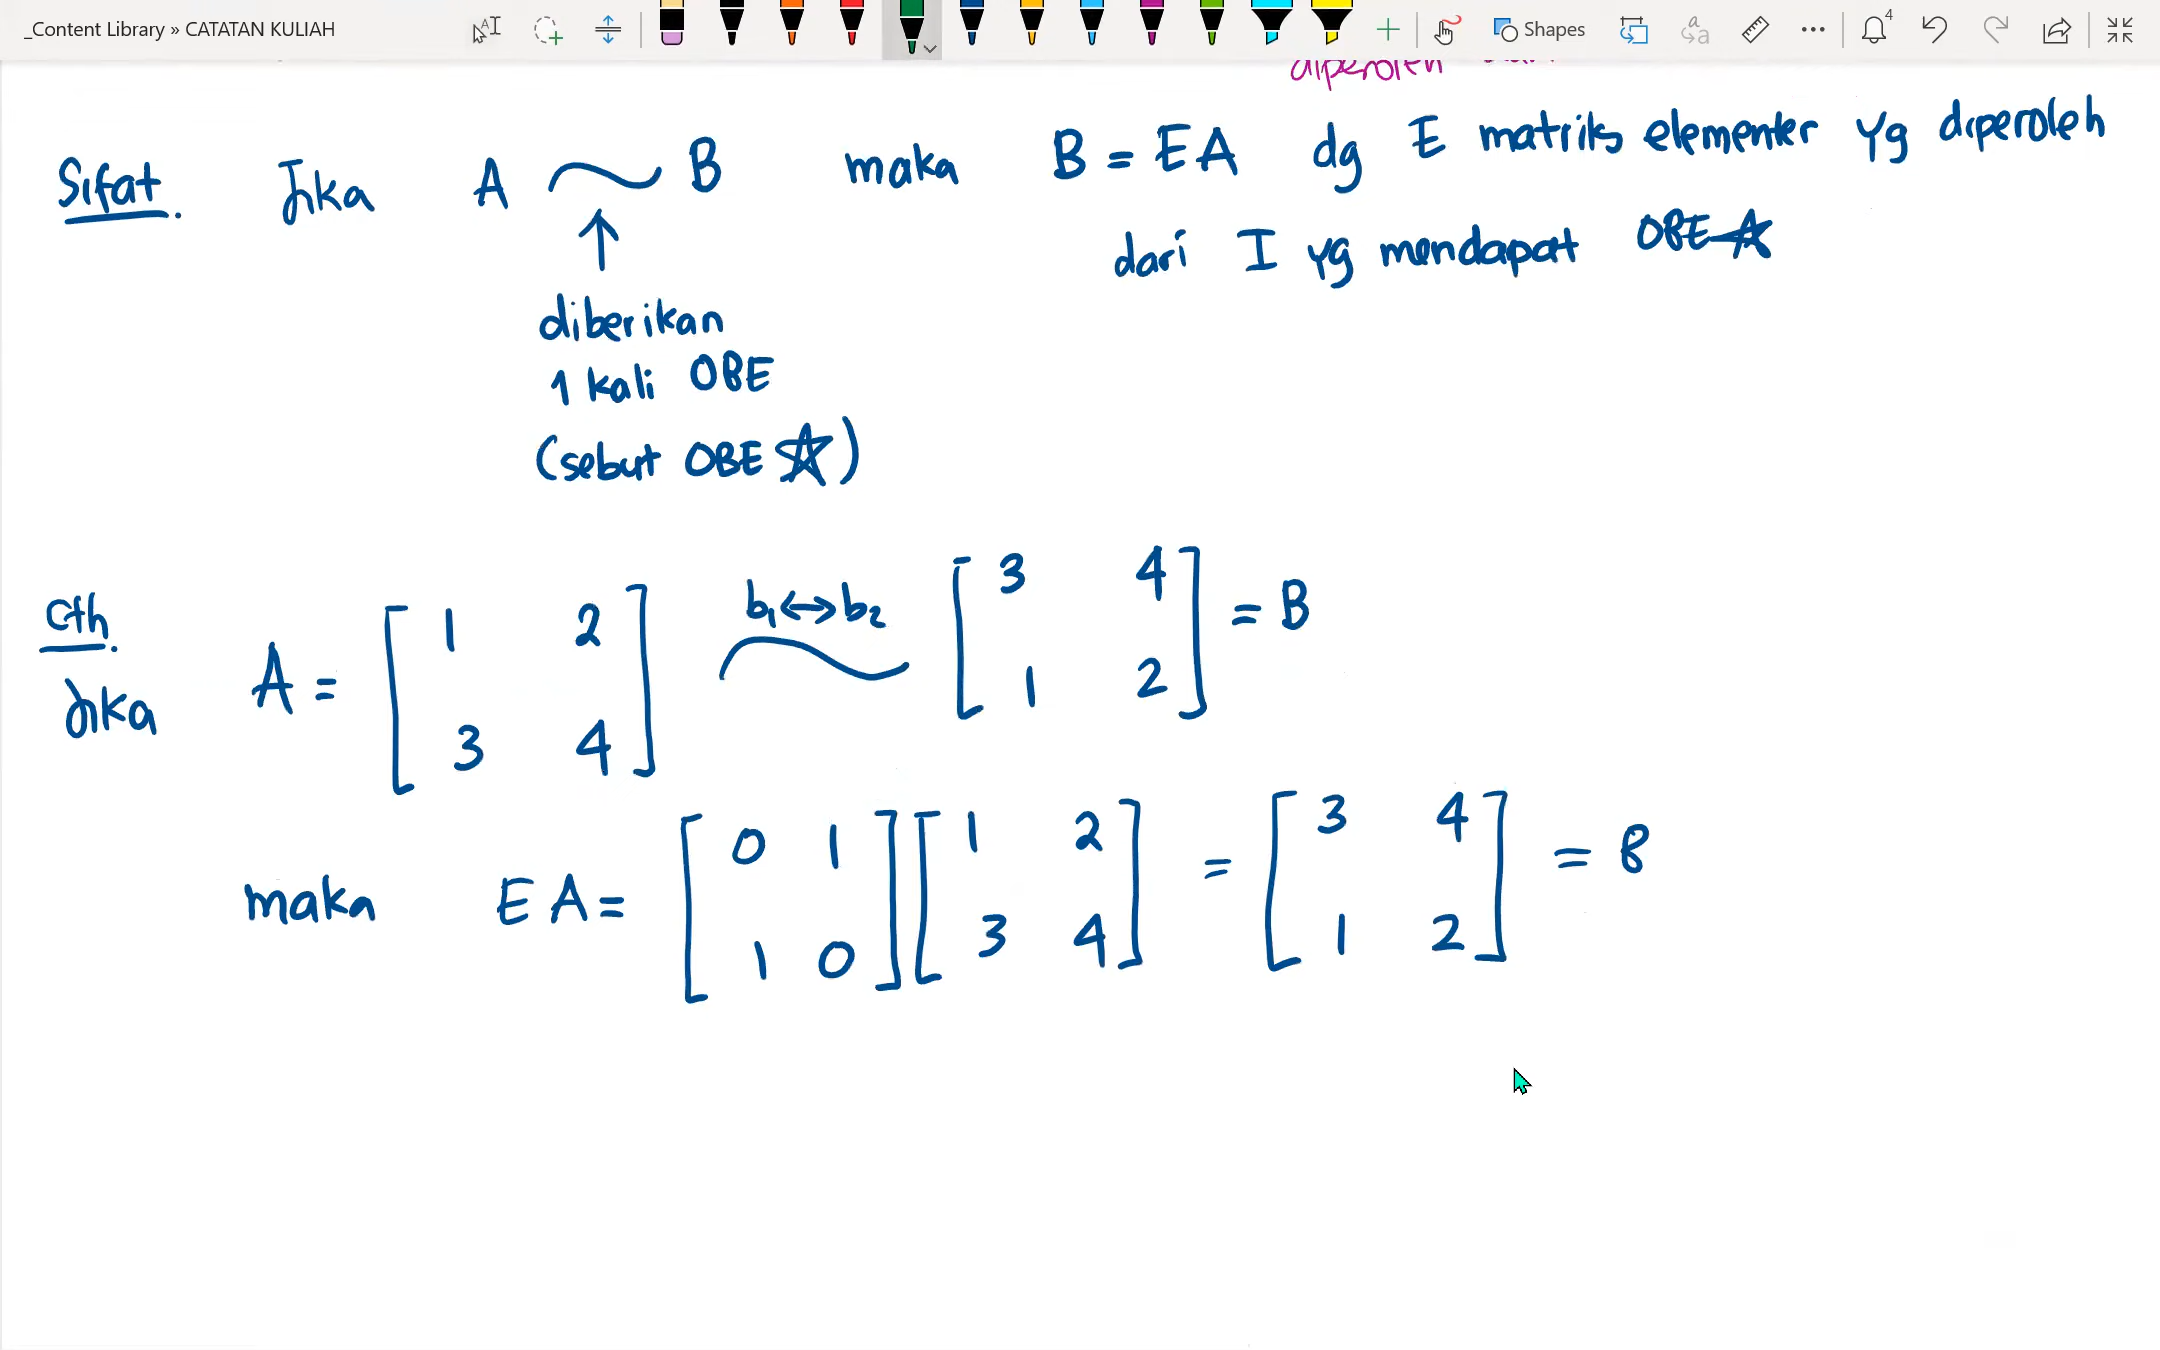 _Content Library » CATATAN KULIAH
Shapes
4
diperoleh
Sifat. Jika A ~ B maka B = EA dg E matriks elementer yg diperoleh
dari I yg mendapat OBE ☆
↑
diberikan
1 kali OBE
(sebut OBE ☆)
Cth.
Jika A = [1 2; 3 4] b₁↔b₂ ~ [3 4; 1 2] = B
maka EA = [0 1; 1 0] [1 2; 3 4] = [3 4; 1 2] = B